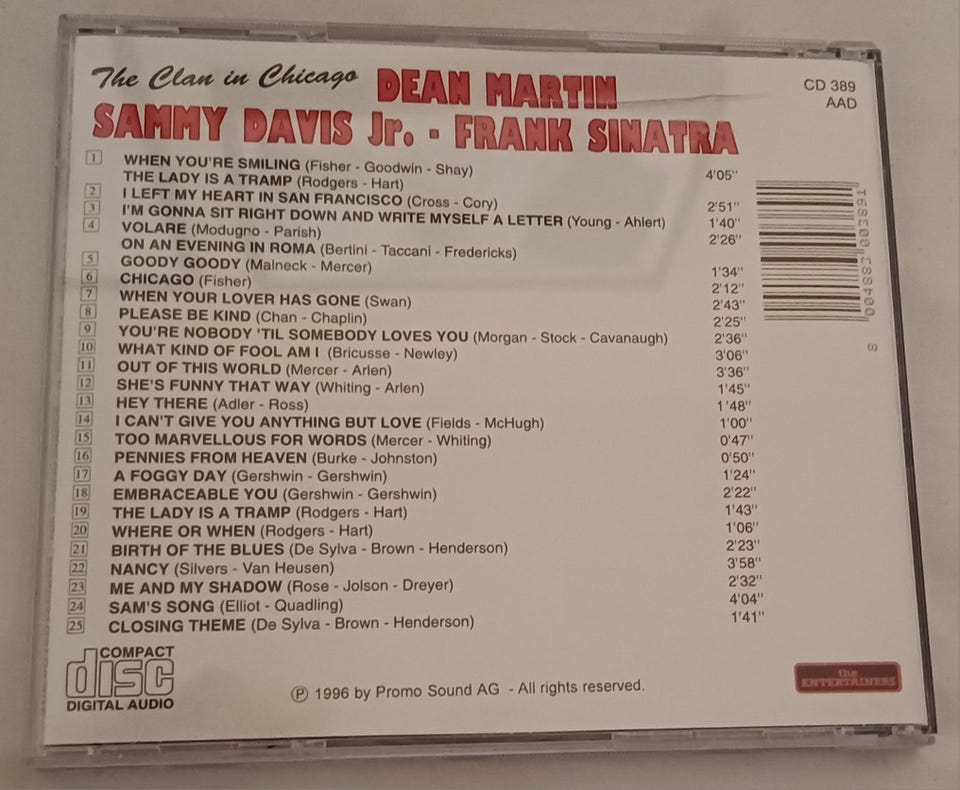 The Clan in Chicago DEAN MARTIN
SAMMY DAVIS Jr. - FRANK SINATRA
CD 389
AAD
1 WHEN YOU'RE SMILING (Fisher - Goodwin - Shay)
THE LADY IS A TRAMP (Rodgers - Hart) 4'05"
2 I LEFT MY HEART IN SAN FRANCISCO (Cross - Cory) 2'51"
3 I'M GONNA SIT RIGHT DOWN AND WRITE MYSELF A LETTER (Young - Ahlert) 1'40"
4 VOLARE (Modugno - Parish)
ON AN EVENING IN ROMA (Bertini - Taccani - Fredericks) 2'26"
5 GOODY GOODY (Malneck - Mercer) 1'34"
6 CHICAGO (Fisher) 2'12"
7 WHEN YOUR LOVER HAS GONE (Swan) 2'43"
8 PLEASE BE KIND (Chan - Chaplin) 2'25"
9 YOU'RE NOBODY 'TIL SOMEBODY LOVES YOU (Morgan - Stock - Cavanaugh) 2'36"
10 WHAT KIND OF FOOL AM I (Bricusse - Newley) 3'06"
11 OUT OF THIS WORLD (Mercer - Arlen) 3'36"
12 SHE'S FUNNY THAT WAY (Whiting - Arlen) 1'45"
13 HEY THERE (Adler - Ross) 1'48"
14 I CAN'T GIVE YOU ANYTHING BUT LOVE (Fields - McHugh) 1'00"
15 TOO MARVELLOUS FOR WORDS (Mercer - Whiting) 0'47"
16 PENNIES FROM HEAVEN (Burke - Johnston) 0'50"
17 A FOGGY DAY (Gershwin - Gershwin) 1'24"
18 EMBRACEABLE YOU (Gershwin - Gershwin) 2'22"
19 THE LADY IS A TRAMP (Rodgers - Hart) 1'43"
20 WHERE OR WHEN (Rodgers - Hart) 1'06"
21 BIRTH OF THE BLUES (De Sylva - Brown - Henderson) 2'23"
22 NANCY (Silvers - Van Heusen) 3'58"
23 ME AND MY SHADOW (Rose - Jolson - Dreyer) 2'32"
24 SAM'S SONG (Elliot - Quadling) 4'04"
25 CLOSING THEME (De Sylva - Brown - Henderson) 1'41"
004883 003891
S
COMPACT
disc
DIGITAL AUDIO
Ⓟ 1996 by Promo Sound AG - All rights reserved.
the
ENTERTAINERS